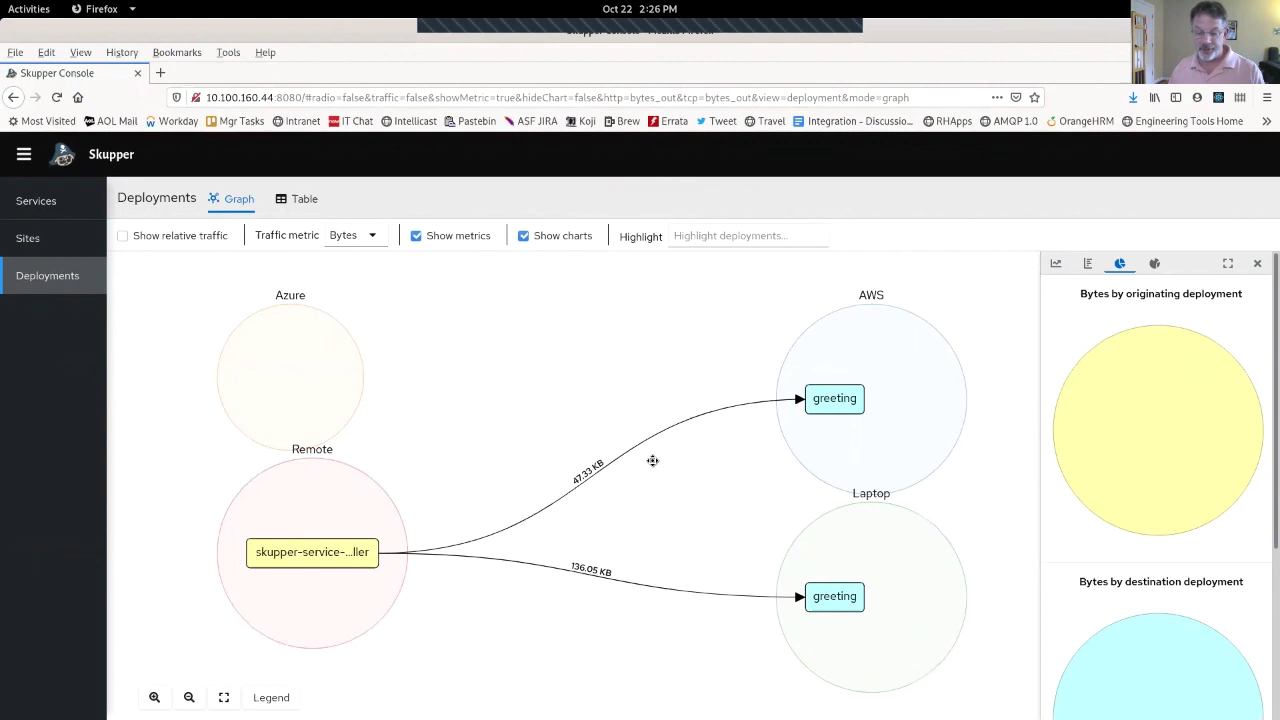 Activities Firefox Oct 22 2:26 PM
File Edit View History Bookmarks Tools Help
Skupper Console
10.100.160.44:8080/#radio=false&traffic=false&showMetric=true&hideChart=false&http=bytes_out&tcp=bytes_out&view=deployment&mode=graph
Most Visited AOL Mail Workday Mgr Tasks Intranet IT Chat Intellicast Pastebin ASF JIRA Koji Brew Errata Tweet Travel Integration - Discussio... RHApps AMQP 1.0 OrangeHRM Engineering Tools Home
Skupper
Services
Sites
Deployments
Deployments Graph Table
Show relative traffic Traffic metric Bytes Show metrics Show charts Highlight Highlight deployments...
Azure
AWS
greeting
47.33 KB
Remote
skupper-service-...ller
Laptop
136.05 KB
greeting
Legend
Bytes by originating deployment
Bytes by destination deployment